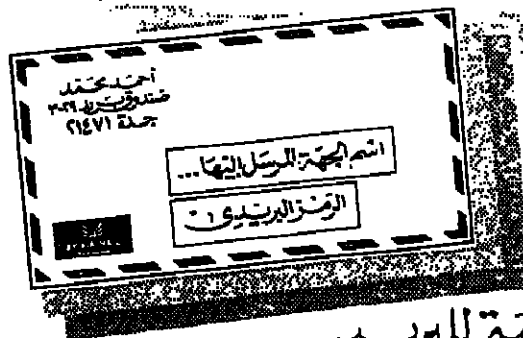 أحمد محمد
صندوق بريد ٣٠٢٩
جدة ٢١٤٧١
اسم الجهة المرسل إليها...
الرمز البريدي